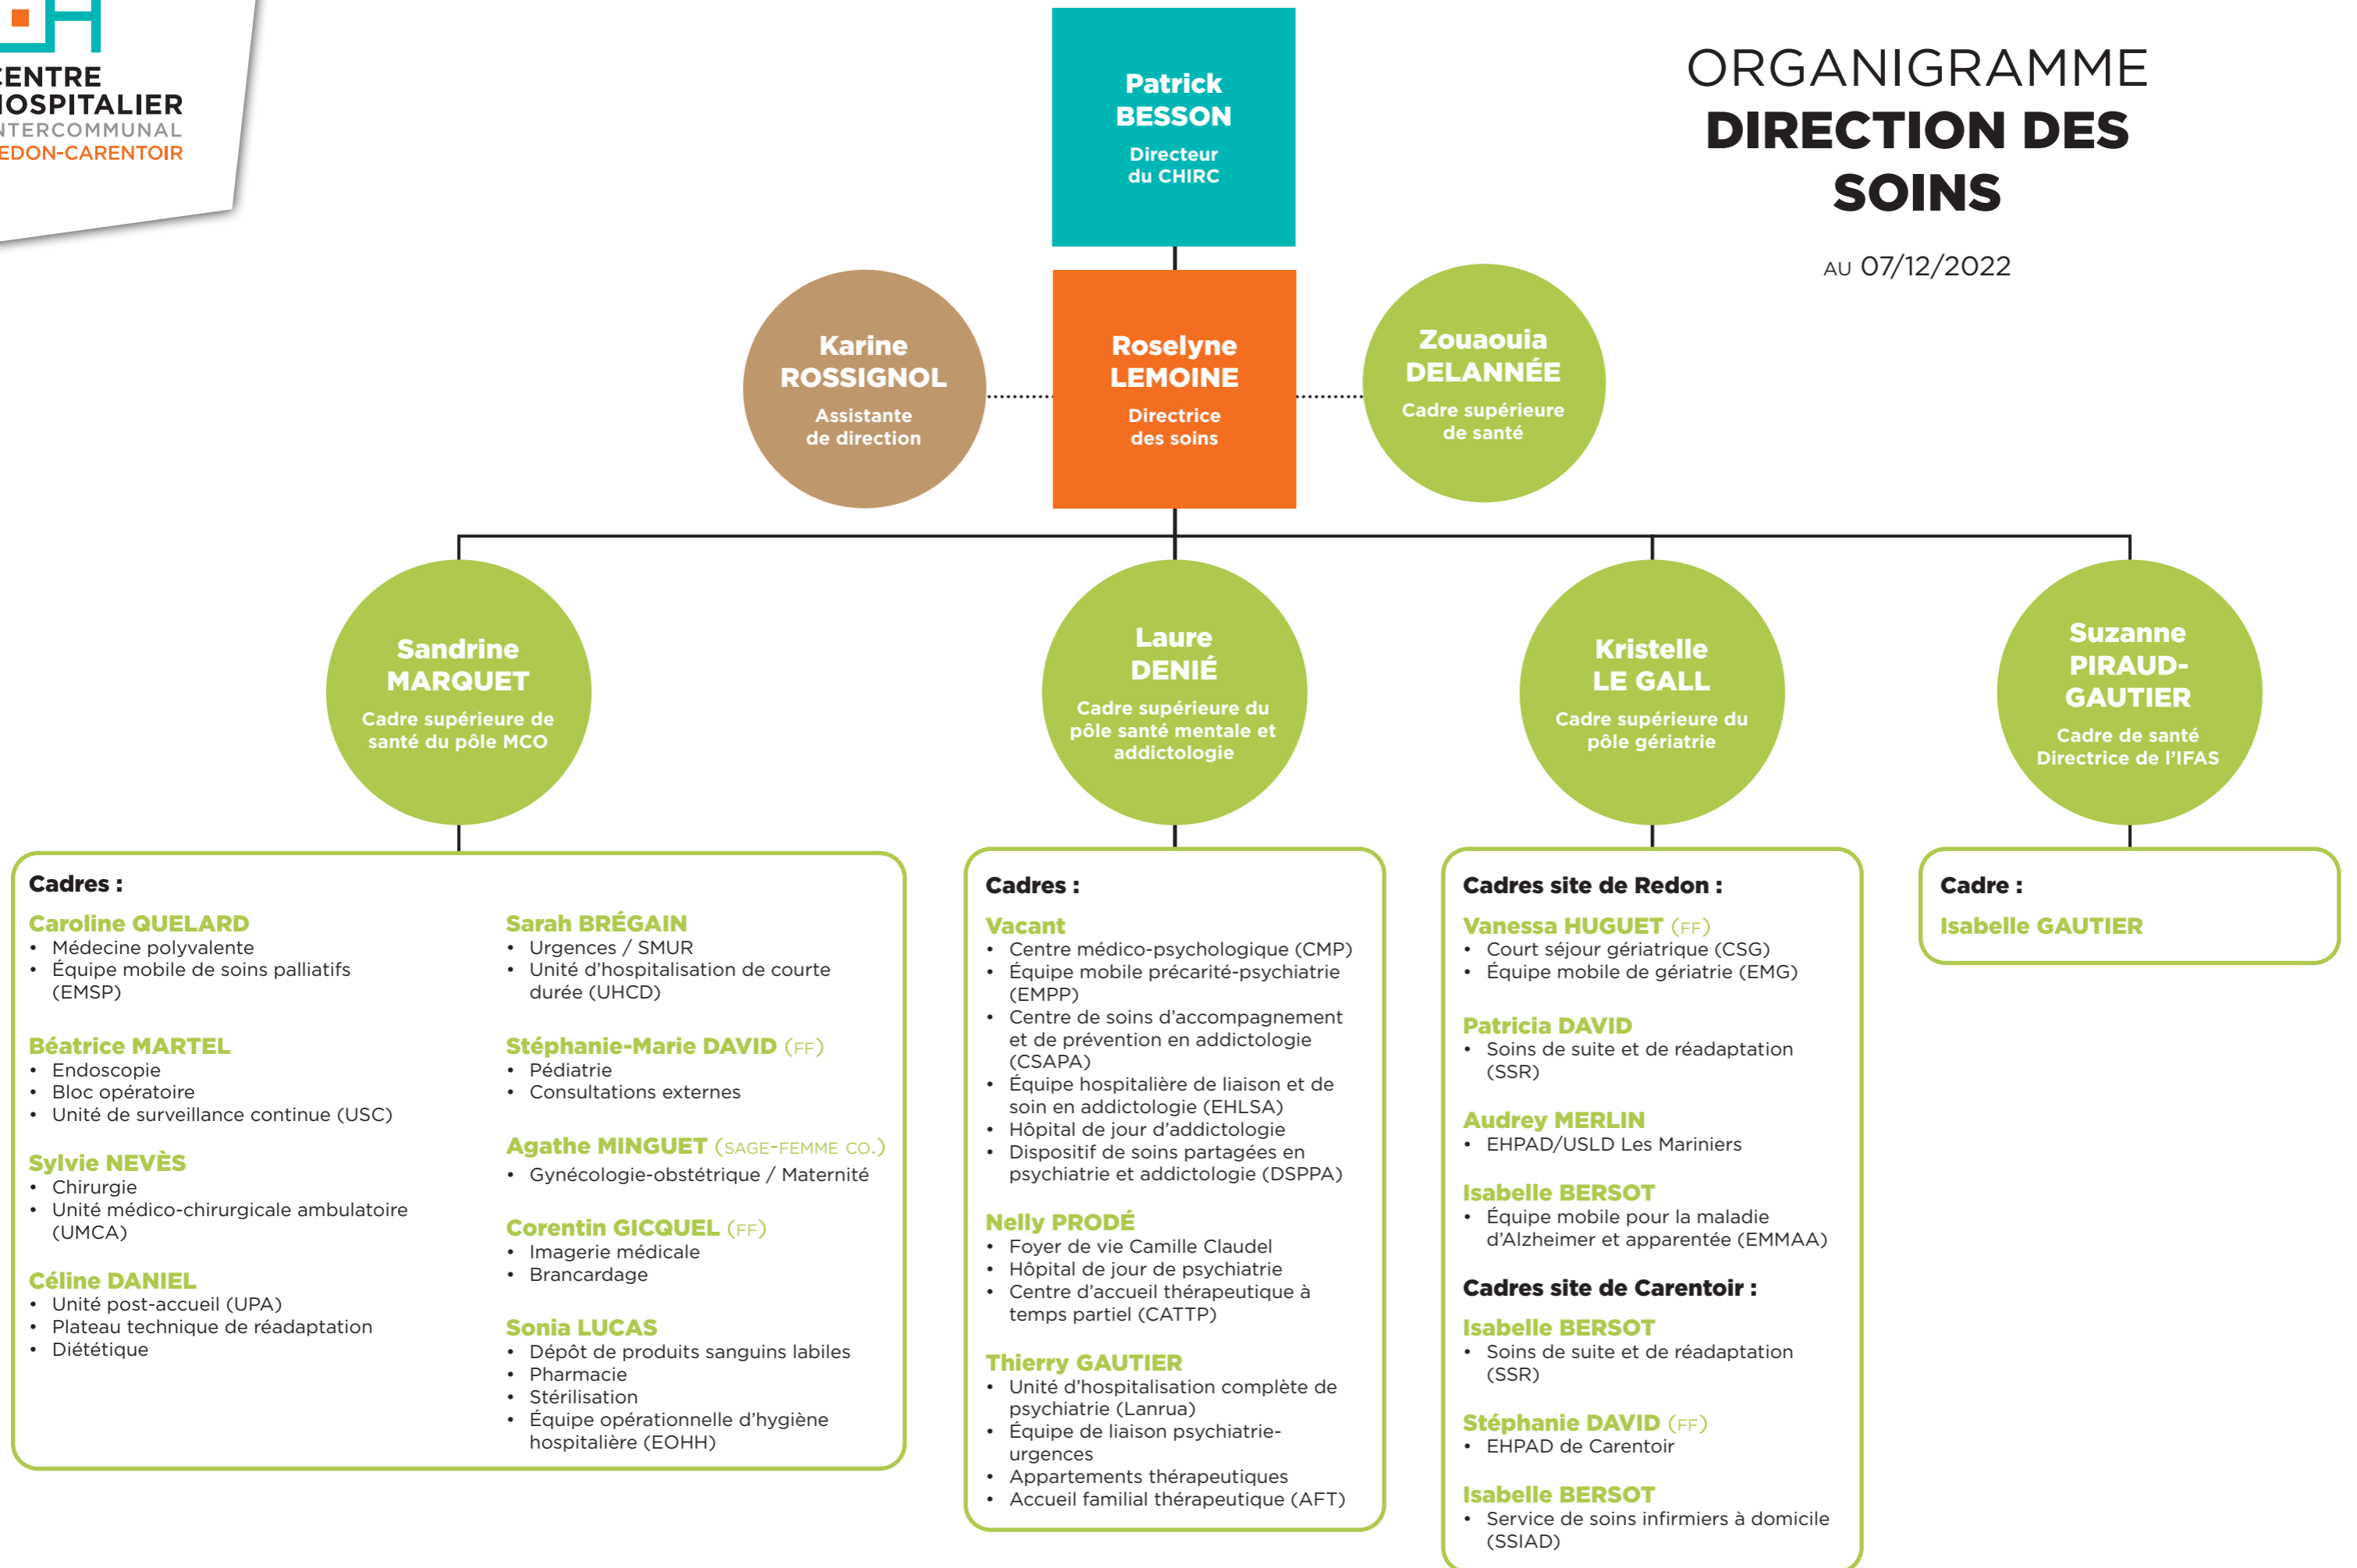 CENTRE
HOSPITALIER
INTERCOMMUNAL
REDON-CARENTOIR
ORGANIGRAMME
DIRECTION DES
SOINS
AU 07/12/2022
Patrick
BESSON
Directeur
du CHIRC
Karine
ROSSIGNOL
Assistante
de direction
Roselyne
LEMOINE
Directrice
des soins
Zouaouia
DELANNÉE
Cadre supérieure
de santé
Sandrine
MARQUET
Cadre supérieure de
santé du pôle MCO
Laure
DENIÉ
Cadre supérieure du
pôle santé mentale et
addictologie
Kristelle
LE GALL
Cadre supérieure du
pôle gériatrie
Suzanne
PIRAUD-
GAUTIER
Cadre de santé
Directrice de l'IFAS
Cadres :
Caroline QUELARD
• Médecine polyvalente
• Équipe mobile de soins palliatifs
(EMSP)
Béatrice MARTEL
• Endoscopie
• Bloc opératoire
• Unité de surveillance continue (USC)
Sylvie NEVÈS
• Chirurgie
• Unité médico-chirurgicale ambulatoire
(UMCA)
Céline DANIEL
• Unité post-accueil (UPA)
• Plateau technique de réadaptation
• Diététique
Sarah BRÉGAIN
• Urgences / SMUR
• Unité d'hospitalisation de courte
durée (UHCD)
Stéphanie-Marie DAVID (FF)
• Pédiatrie
• Consultations externes
Agathe MINGUET (SAGE-FEMME CO.)
• Gynécologie-obstétrique / Maternité
Corentin GICQUEL (FF)
• Imagerie médicale
• Brancardage
Sonia LUCAS
• Dépôt de produits sanguins labiles
• Pharmacie
• Stérilisation
• Équipe opérationnelle d'hygiène
hospitalière (EOHH)
Cadres :
Vacant
• Centre médico-psychologique (CMP)
• Équipe mobile précarité-psychiatrie
(EMPP)
• Centre de soins d'accompagnement
et de prévention en addictologie
(CSAPA)
• Équipe hospitalière de liaison et de
soin en addictologie (EHLSA)
• Hôpital de jour d'addictologie
• Dispositif de soins partagées en
psychiatrie et addictologie (DSPPA)
Nelly PRODÉ
• Foyer de vie Camille Claudel
• Hôpital de jour de psychiatrie
• Centre d'accueil thérapeutique à
temps partiel (CATTP)
Thierry GAUTIER
• Unité d'hospitalisation complète de
psychiatrie (Lanrua)
• Équipe de liaison psychiatrie-
urgences
• Appartements thérapeutiques
• Accueil familial thérapeutique (AFT)
Cadres site de Redon :
Vanessa HUGUET (FF)
• Court séjour gériatrique (CSG)
• Équipe mobile de gériatrie (EMG)
Patricia DAVID
• Soins de suite et de réadaptation
(SSR)
Audrey MERLIN
• EHPAD/USLD Les Mariniers
Isabelle BERSOT
• Équipe mobile pour la maladie
d'Alzheimer et apparentée (EMMAA)
Cadres site de Carentoir :
Isabelle BERSOT
• Soins de suite et de réadaptation
(SSR)
Stéphanie DAVID (FF)
• EHPAD de Carentoir
Isabelle BERSOT
• Service de soins infirmiers à domicile
(SSIAD)
Cadre :
Isabelle GAUTIER